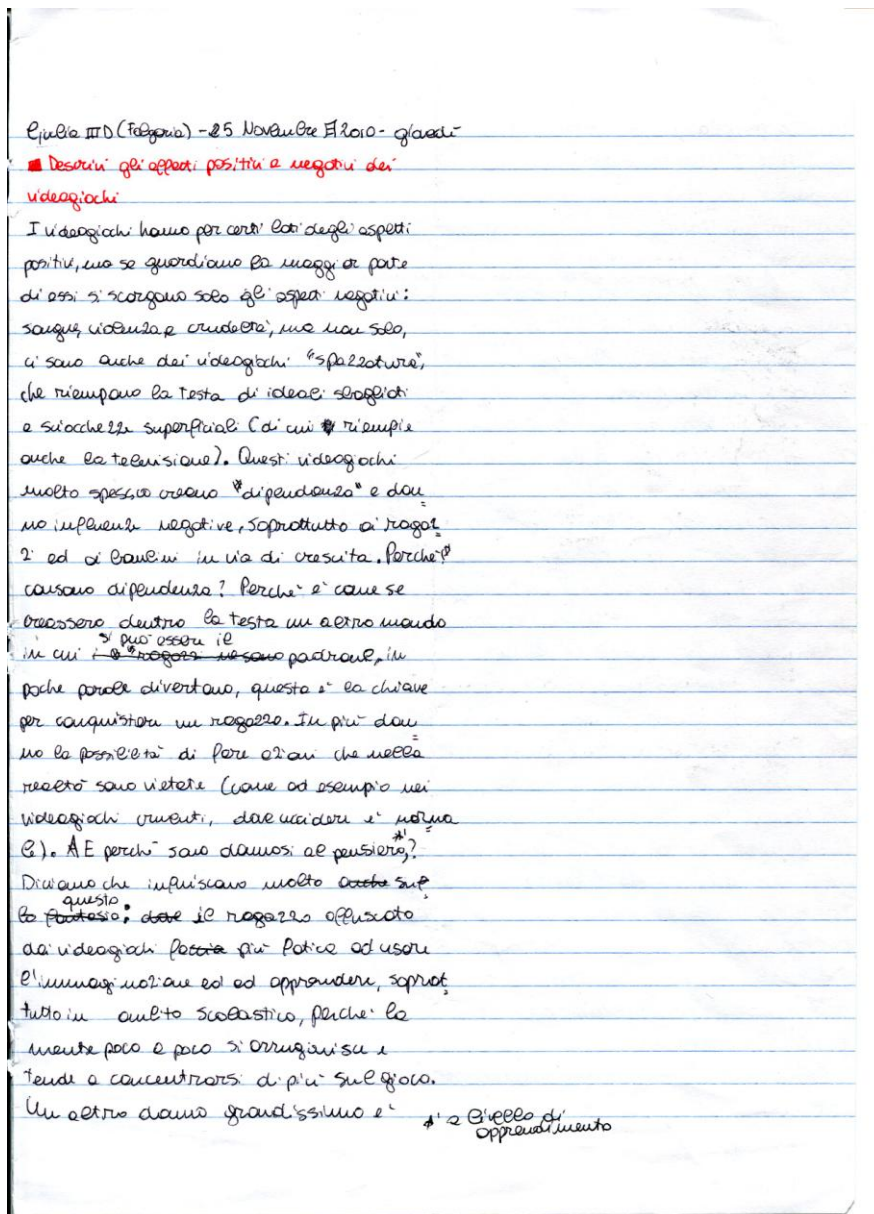 Giulia III D (Folgaria) - 25 Novembre 2010 - giovedì
Descrivi gli effetti positivi e negativi dei
videogiochi
I videogiochi hanno per certi lati degli aspetti
positivi, ma se guardiamo la maggior parte
di essi si scorgono solo gli aspetti negativi:
sangue, violenza e crudeltà, ma non solo,
ci sono anche dei videogiochi "spazzatura",
che riempono la testa di ideali sbagliati
e sciocchezze superficiali (di cui riempie
anche la televisione). Questi videogiochi
molto spesso creano "dipendenza" e dan
no influenze negative, soprattutto ai ragaz
zi ed ai bambini in via di crescita. Perché
causano dipendenza? Perché è come se
creassero dentro la testa un altro mondo
si può essere il
in cui padrone, in
poche parole divertono, questa è la chiave
per conquistare un ragazzo. In più dan
no la possibilità di fare azioni che nella
realtà sono vietate (come ad esempio nei
videogiochi cruenti, dove uccidere è norma
le). E perché sono dannosi al pensiero*¹?
Diciamo che influiscono molto anche sul
questo
la fantasia: dove il ragazzo offuscato
dai videogiochi faccia più fatica ad usare
l'immaginazione ed ad apprendere, soprat
tutto in ambito scolastico, perché la
mente poco a poco si arrugginisce e
tende a concentrarsi di più sul gioco.
Un altro danno grandissimo è
*¹ a livello di
apprendimento